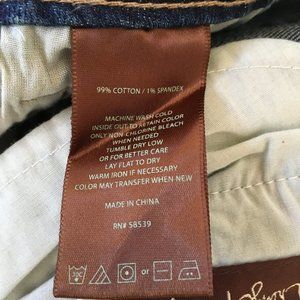 99% COTTON / 1% SPANDEX
MACHINE WASH COLD
INSIDE OUT TO RETAIN COLOR
ONLY NON-CHLORINE BLEACH
WHEN NEEDED
TUMBLE DRY LOW
OR FOR BETTER CARE
LAY FLAT TO DRY
WARM IRON IF NECESSARY
COLOR MAY TRANSFER WHEN NEW
MADE IN CHINA
RN# 58539
30C
or